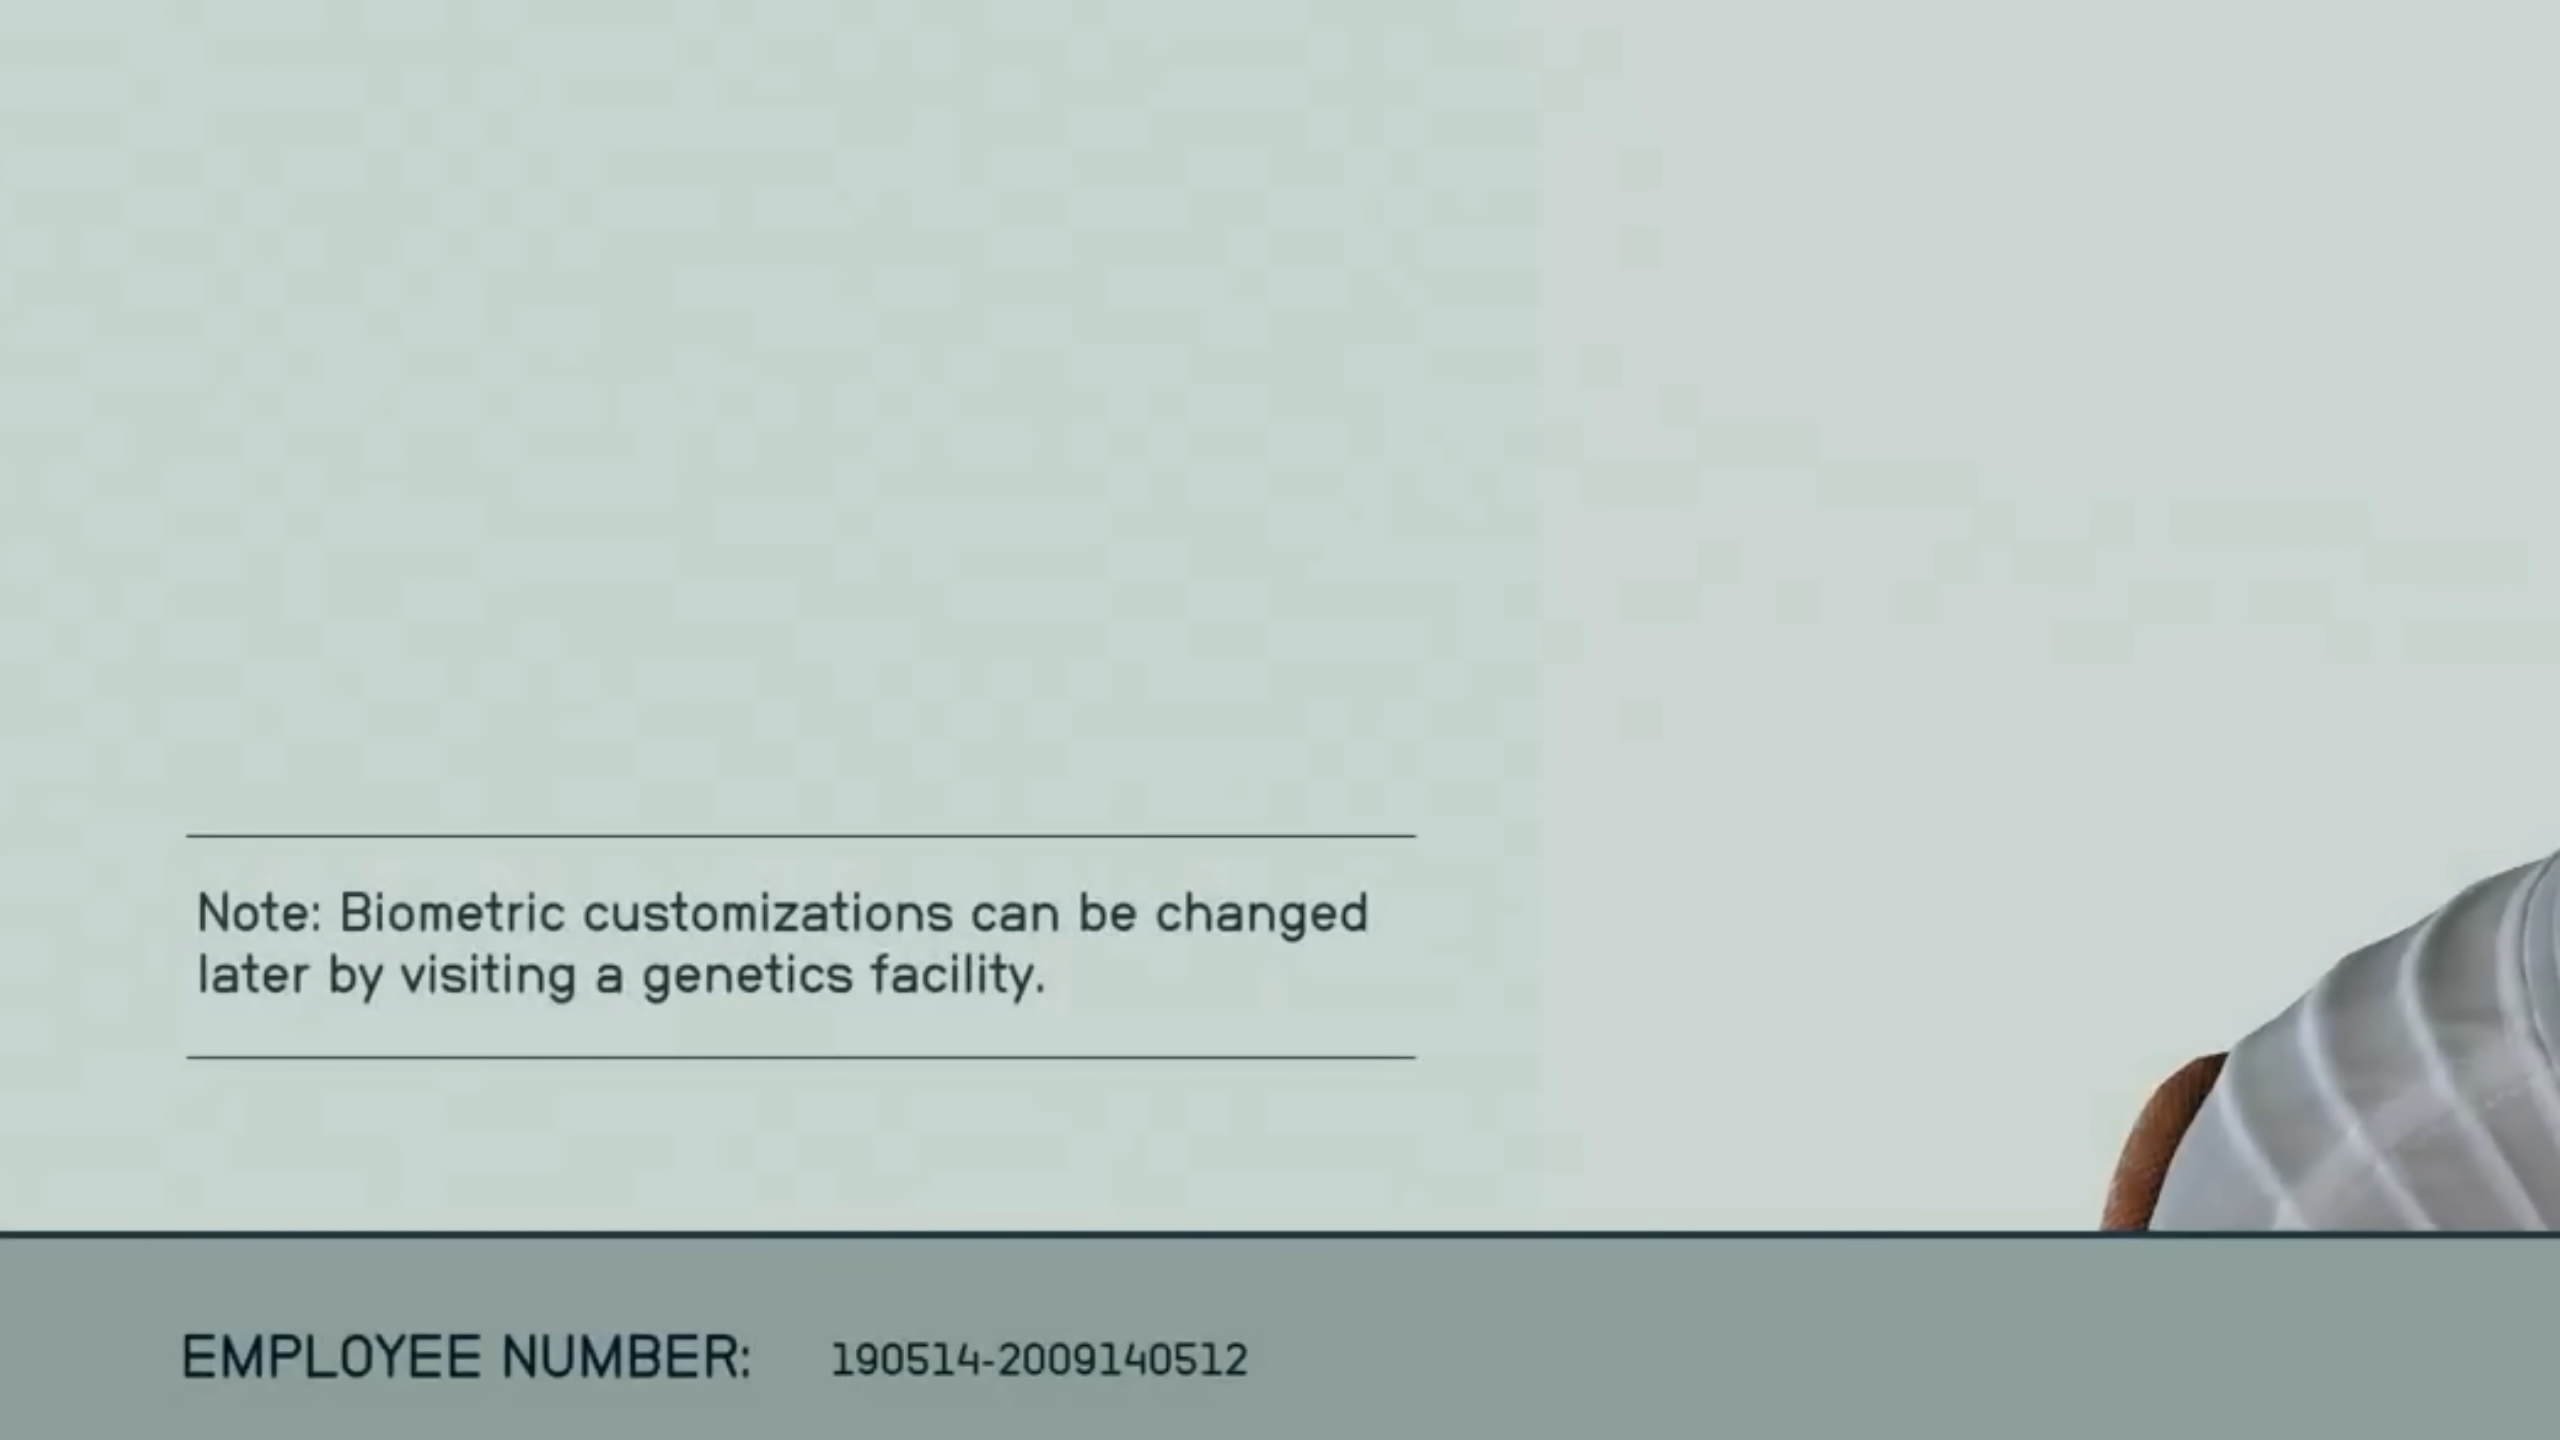 Note: Biometric customizations can be changed
later by visiting a genetics facility.
EMPLOYEE NUMBER: 190514-2009140512